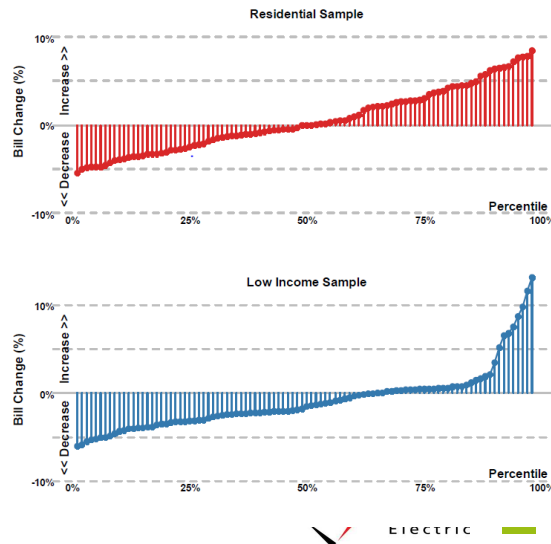 Residential Sample
10%
Increase >>
Bill Change (%)
0%
<< Decrease
-10%
Percentile
0% 25% 50% 75% 100%
Low Income Sample
10%
Increase >>
Bill Change (%)
0%
<< Decrease
-10%
Percentile
0% 25% 50% 75% 100%
Electric